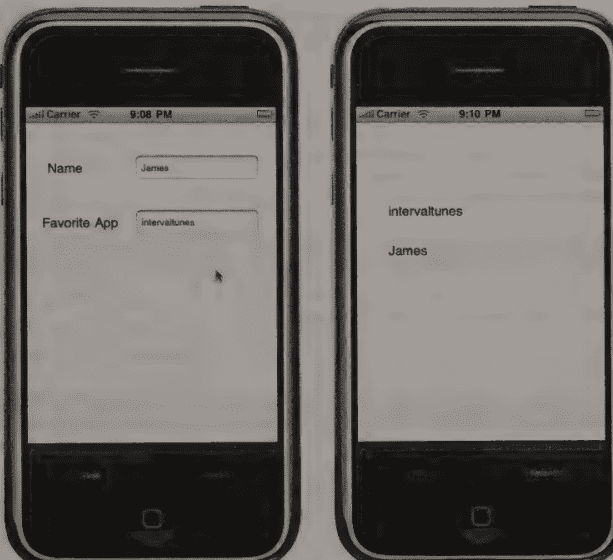 Carrier 9:08 PM
Name James
Favorite App intervaltunes
Carrier 9:10 PM
intervaltunes
James